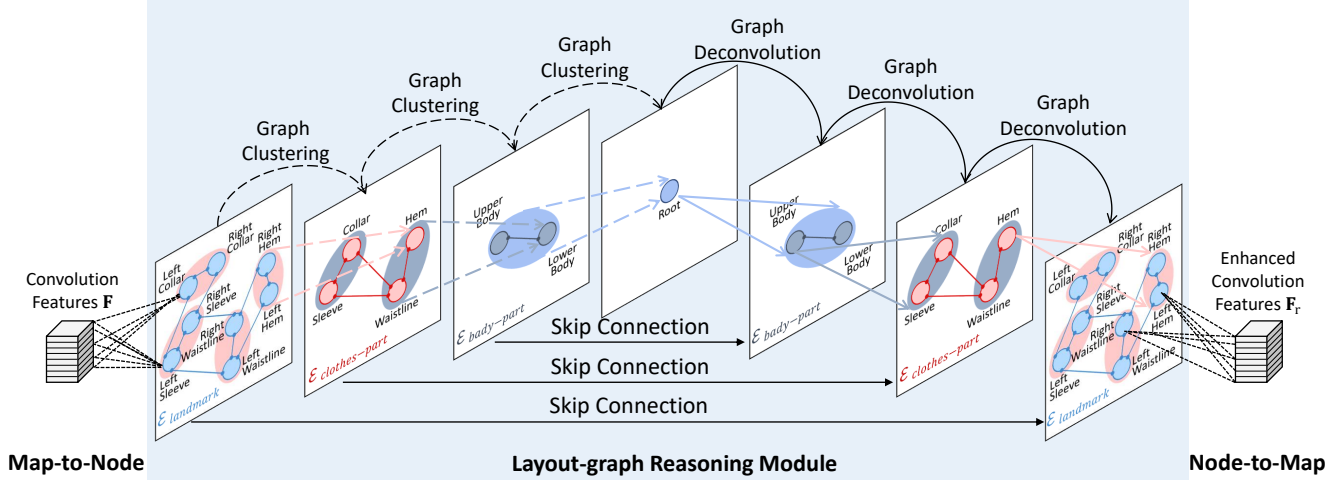 Graph
Clustering
Graph
Clustering
Graph
Clustering
Graph
Deconvolution
Graph
Deconvolution
Graph
Deconvolution
Convolution
Features F
Left
Collar
Right
Collar
Right
Hem
Right
Sleeve
Left
Hem
Right
Waistline
Left
Waistline
Left
Sleeve
ℰ landmark
Collar
Hem
Sleeve
Waistline
ℰ clothes−part
Upper
Body
Lower
Body
ℰ bady−part
Root
Upper
Body
Lower
Body
ℰ bady−part
Collar
Hem
Sleeve
Waistline
ℰ clothes−part
Left
Collar
Right
Collar
Right
Hem
Right
Sleeve
Left
Hem
Right
Waistline
Left
Waistline
Left
Sleeve
ℰ landmark
Enhanced
Convolution
Features Fr
Skip Connection
Skip Connection
Skip Connection
Map-to-Node
Layout-graph Reasoning Module
Node-to-Map